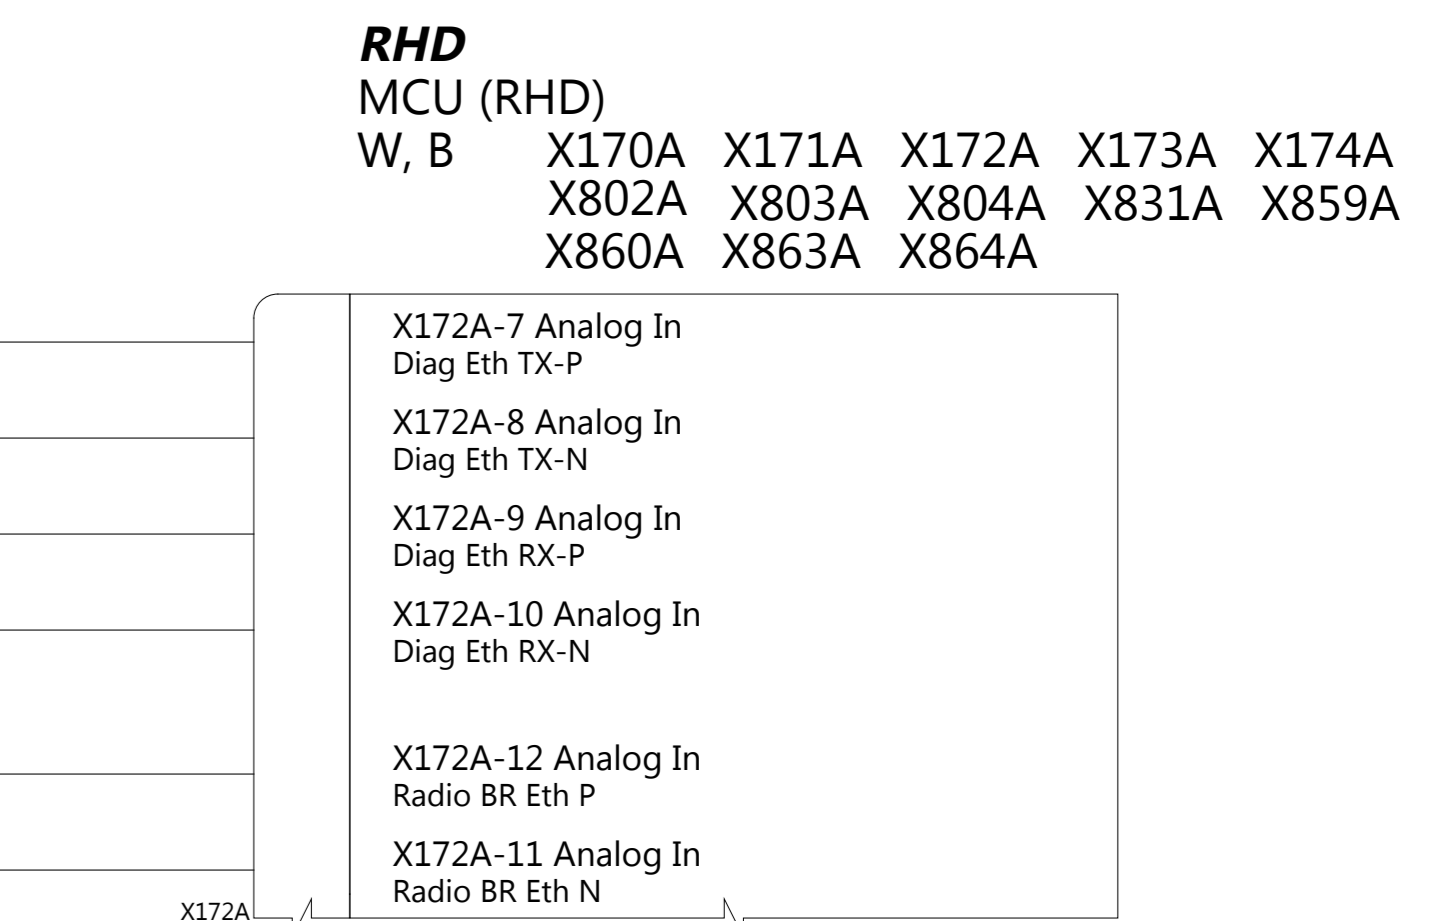 RHD
MCU (RHD)
W, B X170A X171A X172A X173A X174A
X802A X803A X804A X831A X859A
X860A X863A X864A
X172A-7 Analog In
Diag Eth TX-P
X172A-8 Analog In
Diag Eth TX-N
X172A-9 Analog In
Diag Eth RX-P
X172A-10 Analog In
Diag Eth RX-N
X172A-12 Analog In
Radio BR Eth P
X172A-11 Analog In
Radio BR Eth N
X172A